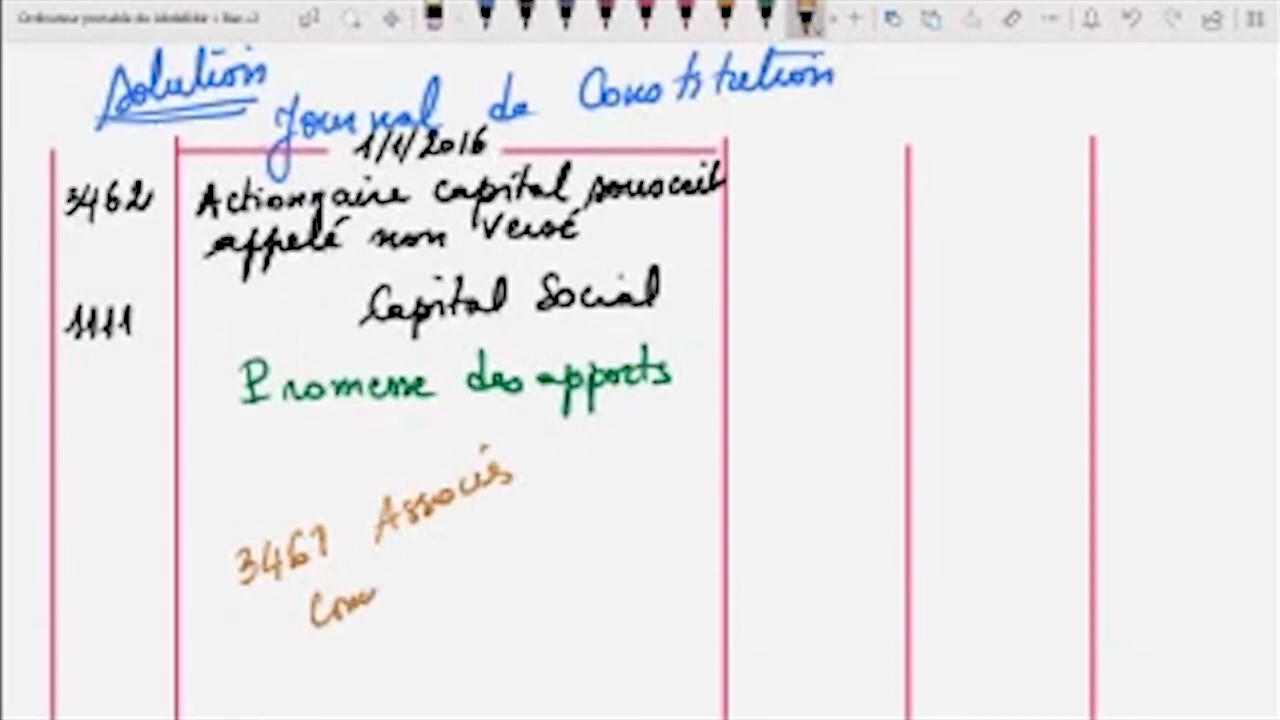 Solution
Journal de Constitution
1/1/2016
3462 Actionnaire capital souscrit
appelé non versé
1111 Capital Social
Promesse des apports
3461 Associés
Com